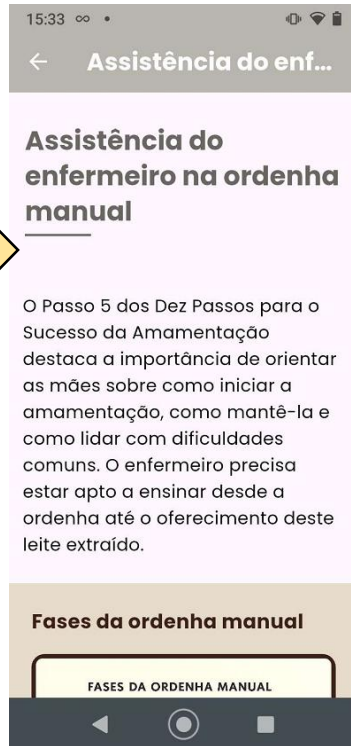 15:33
Assistência do enf...
Assistência do
enfermeiro na ordenha
manual
O Passo 5 dos Dez Passos para o
Sucesso da Amamentação
destaca a importância de orientar
as mães sobre como iniciar a
amamentação, como mantê-la e
como lidar com dificuldades
comuns. O enfermeiro precisa
estar apto a ensinar desde a
ordenha até o oferecimento deste
leite extraído.
Fases da ordenha manual
FASES DA ORDENHA MANUAL